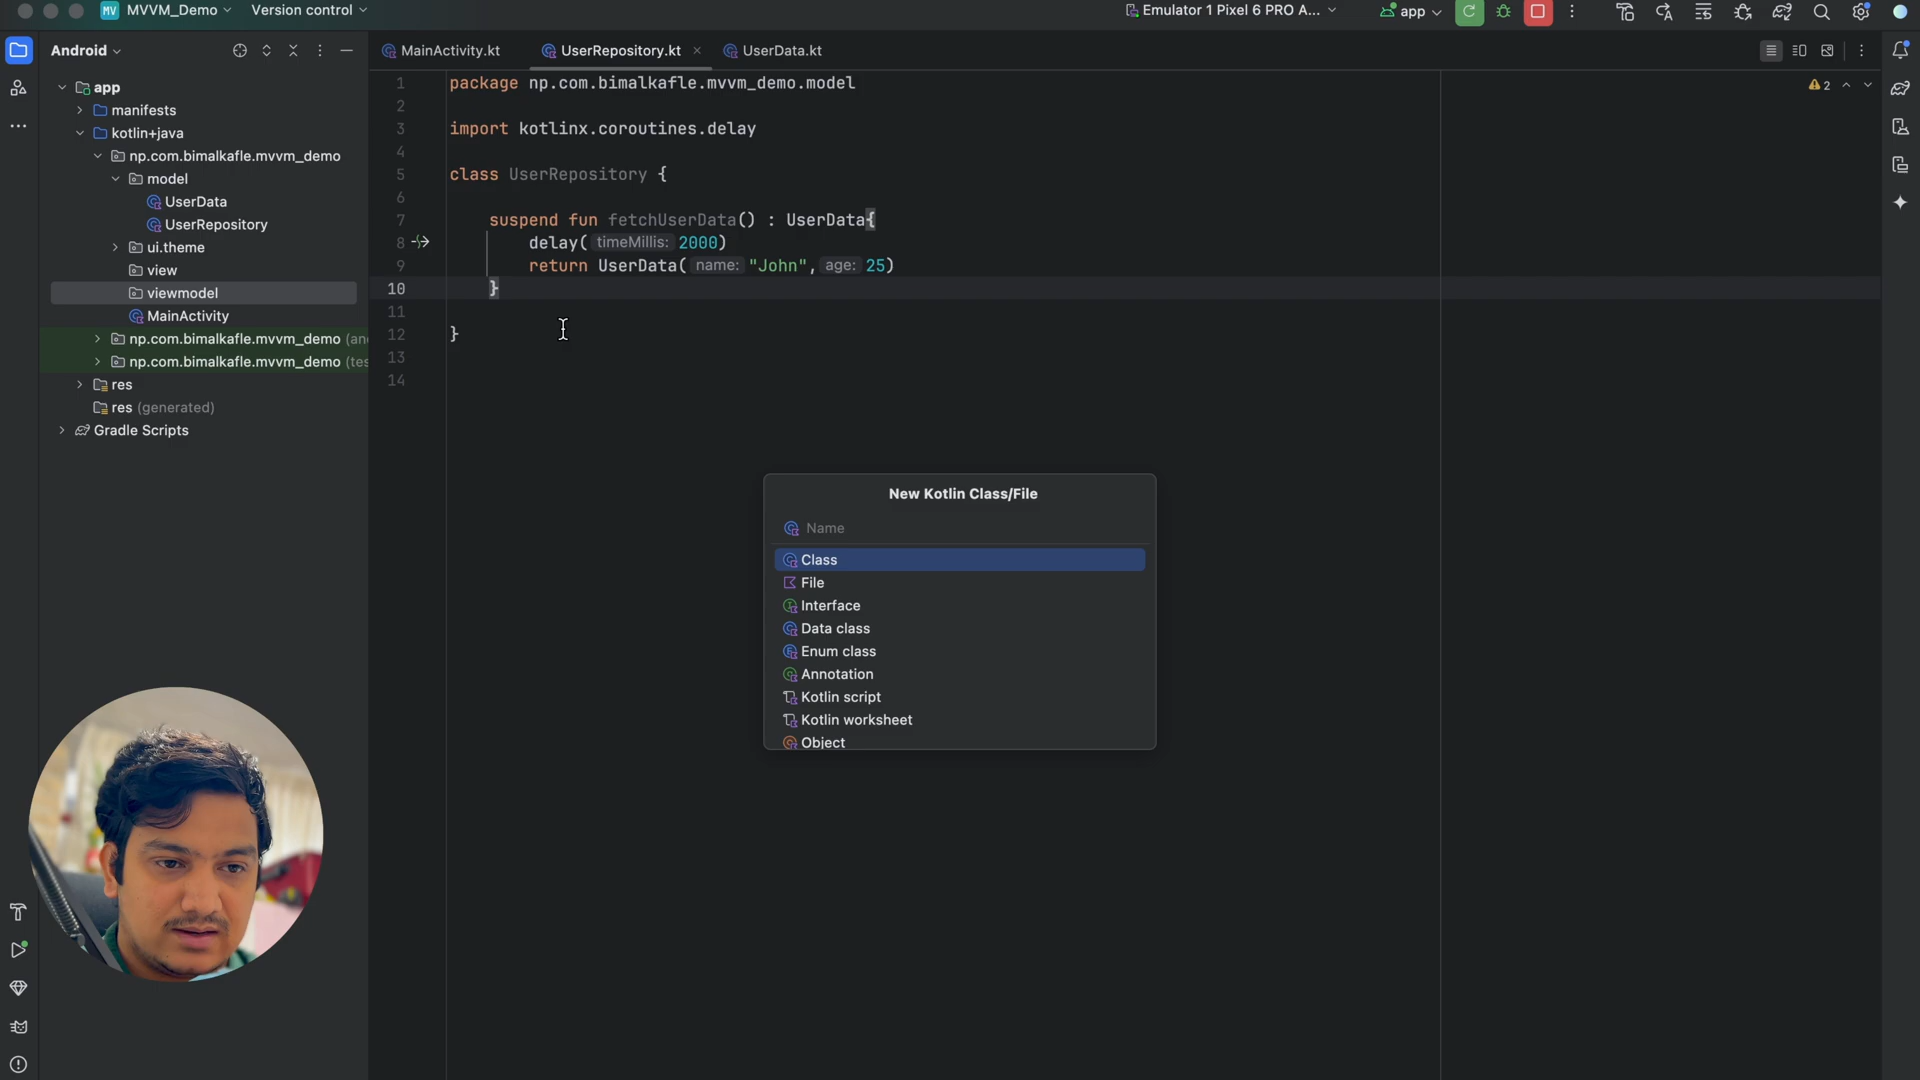 MV MVVM_Demo Version control Emulator 1 Pixel 6 PRO A... app
Android MainActivity.kt UserRepository.kt UserData.kt
app
manifests
kotlin+java
np.com.bimalkafle.mvvm_demo
model
UserData
UserRepository
ui.theme
view
viewmodel
MainActivity
np.com.bimalkafle.mvvm_demo (and
np.com.bimalkafle.mvvm_demo (tes
res
res (generated)
Gradle Scripts
1 package np.com.bimalkafle.mvvm_demo.model
2
3 import kotlinx.coroutines.delay
4
5 class UserRepository {
6
7 suspend fun fetchUserData() : UserData{
8 delay( timeMillis: 2000)
9 return UserData( name: "John", age: 25)
10 }
11
12 }
13
14
2
New Kotlin Class/File
Name
Class
File
Interface
Data class
Enum class
Annotation
Kotlin script
Kotlin worksheet
Object